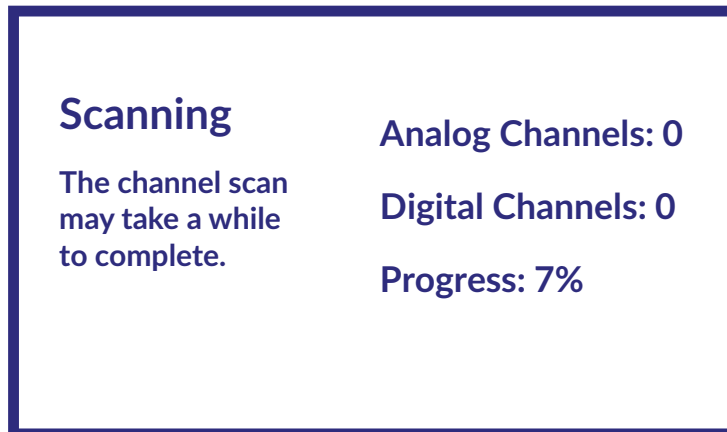 Scanning
The channel scan
may take a while
to complete.
Analog Channels: 0
Digital Channels: 0
Progress: 7%